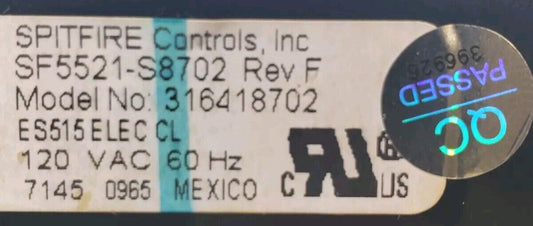 SPITFIRE Controls, Inc
SF5521-S8702 Rev F
Model No: 316418702
ES515 ELEC CL
120 VAC 60 Hz
7145 0965 MEXICO
C US
®
QC
PASSED